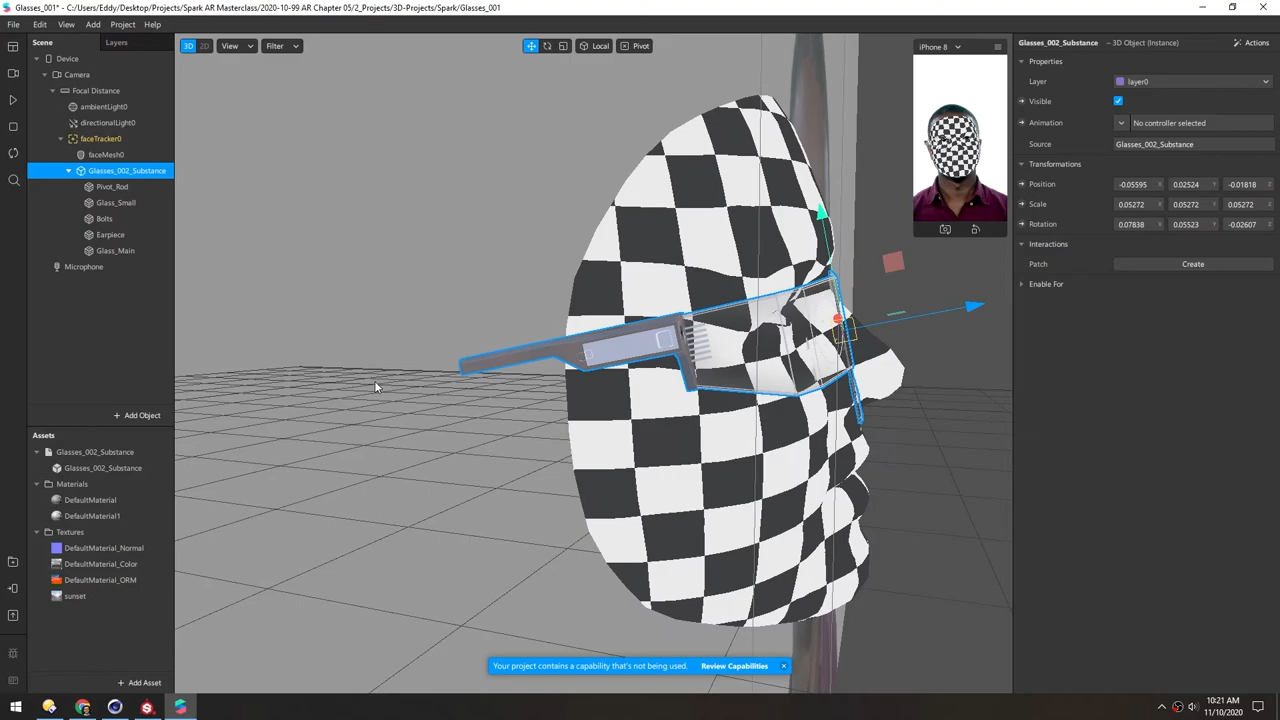 Glasses_001* - C:/Users/Eddy/Desktop/Projects/Spark AR Masterclass/2020-10-99 AR Chapter 05/2_Projects/3D-Projects/Spark/Glasses_001
File Edit View Add Project Help
Scene Layers
Device
Camera
Focal Distance
ambientLight0
directionalLight0
faceTracker0
faceMesh0
Glasses_002_Substance
Pivot_Rod
Glass_Small
Bolts
Earpiece
Glass_Main
Microphone
+ Add Object
Assets
Glasses_002_Substance
Glasses_002_Substance
Materials
DefaultMaterial
DefaultMaterial1
Textures
DefaultMaterial_Normal
DefaultMaterial_Color
DefaultMaterial_ORM
sunset
+ Add Asset
3D 2D View Filter Local Pivot
iPhone 8
Your project contains a capability that's not being used. Review Capabilities
Glasses_002_Substance – 3D Object (Instance) Actions
Properties
Layer layer0
Visible
Animation No controller selected
Source Glasses_002_Substance
Transformations
Position -0.05595 X 0.02524 Y -0.01818 Z
Scale 0.05272 X 0.05272 Y 0.05272 Z
Rotation 0.07838 X 0.05523 Y -0.02607 Z
Interactions
Patch Create
Enable For
10:21 AM
11/10/2020